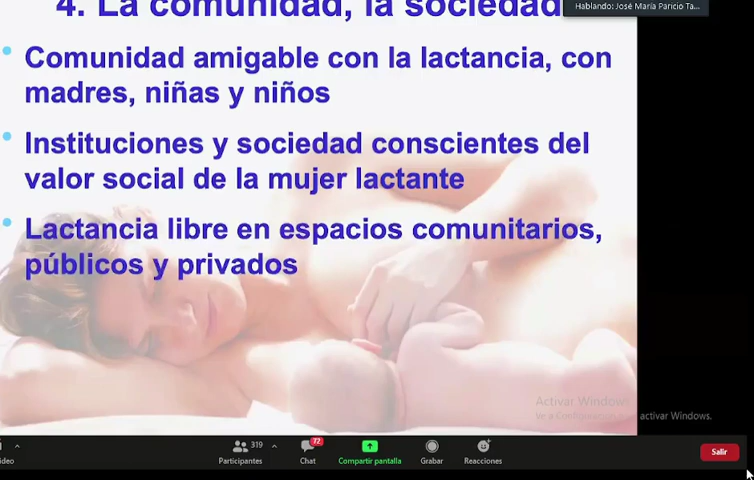 4. La comunidad, la sociedad
Hablando: José María Paricio Ta...
Comunidad amigable con la lactancia, con
madres, niñas y niños
Instituciones y sociedad conscientes del
valor social de la mujer lactante
Lactancia libre en espacios comunitarios,
públicos y privados
Activar Windows
activar Windows.
319
72
ideo
Participantes
Chat
Compartir pantalla
Grabar
Reacciones
Salir